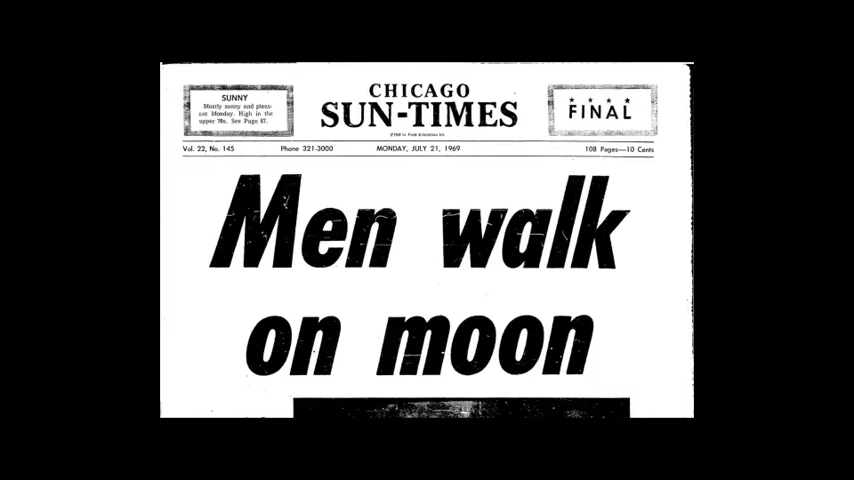 SUNNY
Mostly sunny and pleas-
ant Monday. High in the
upper 70s. See Page 87.
CHICAGO
SUN-TIMES
FINAL
Vol. 22, No. 145 Phone 321-3000 MONDAY, JULY 21, 1969 108 Pages—10 Cents
Men walk
on moon